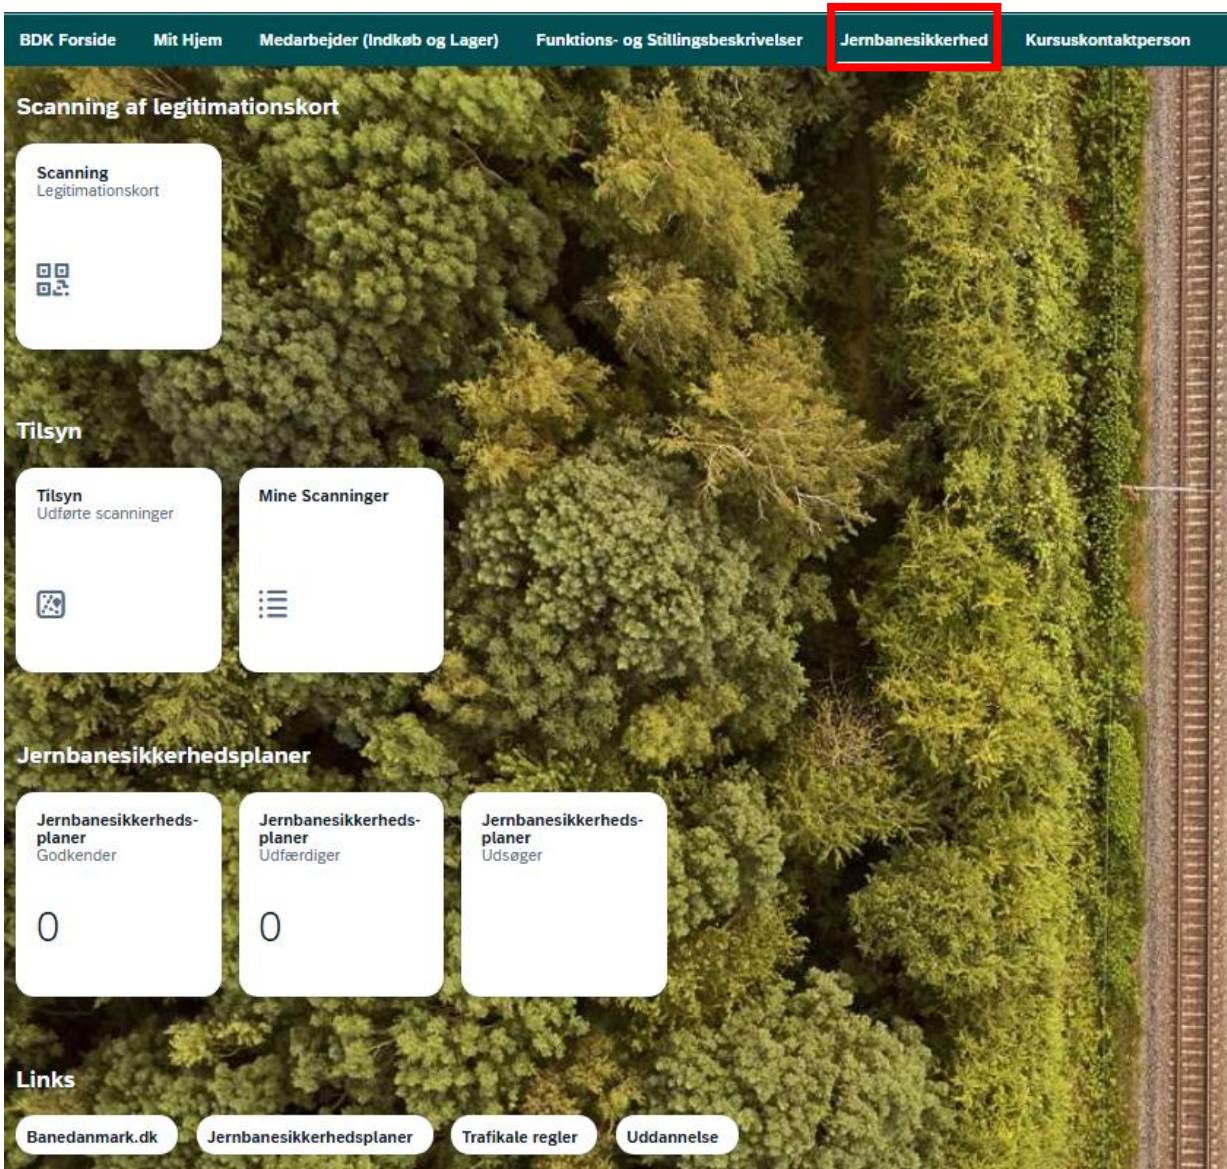 BDK Forside Mit Hjem Medarbejder (Indkøb og Lager) Funktions- og Stillingsbeskrivelser Jernbanesikkerhed Kursuskontaktperson
Scanning af legitimationskort
Scanning
Legitimationskort
Tilsyn
Tilsyn
Udførte scanninger
Mine Scanninger
Jernbanesikkerhedsplaner
Jernbanesikkerheds-
planer
Godkender
0
Jernbanesikkerheds-
planer
Udfærdiger
0
Jernbanesikkerheds-
planer
Udsøger
Links
Banedanmark.dk Jernbanesikkerhedsplaner Trafikale regler Uddannelse